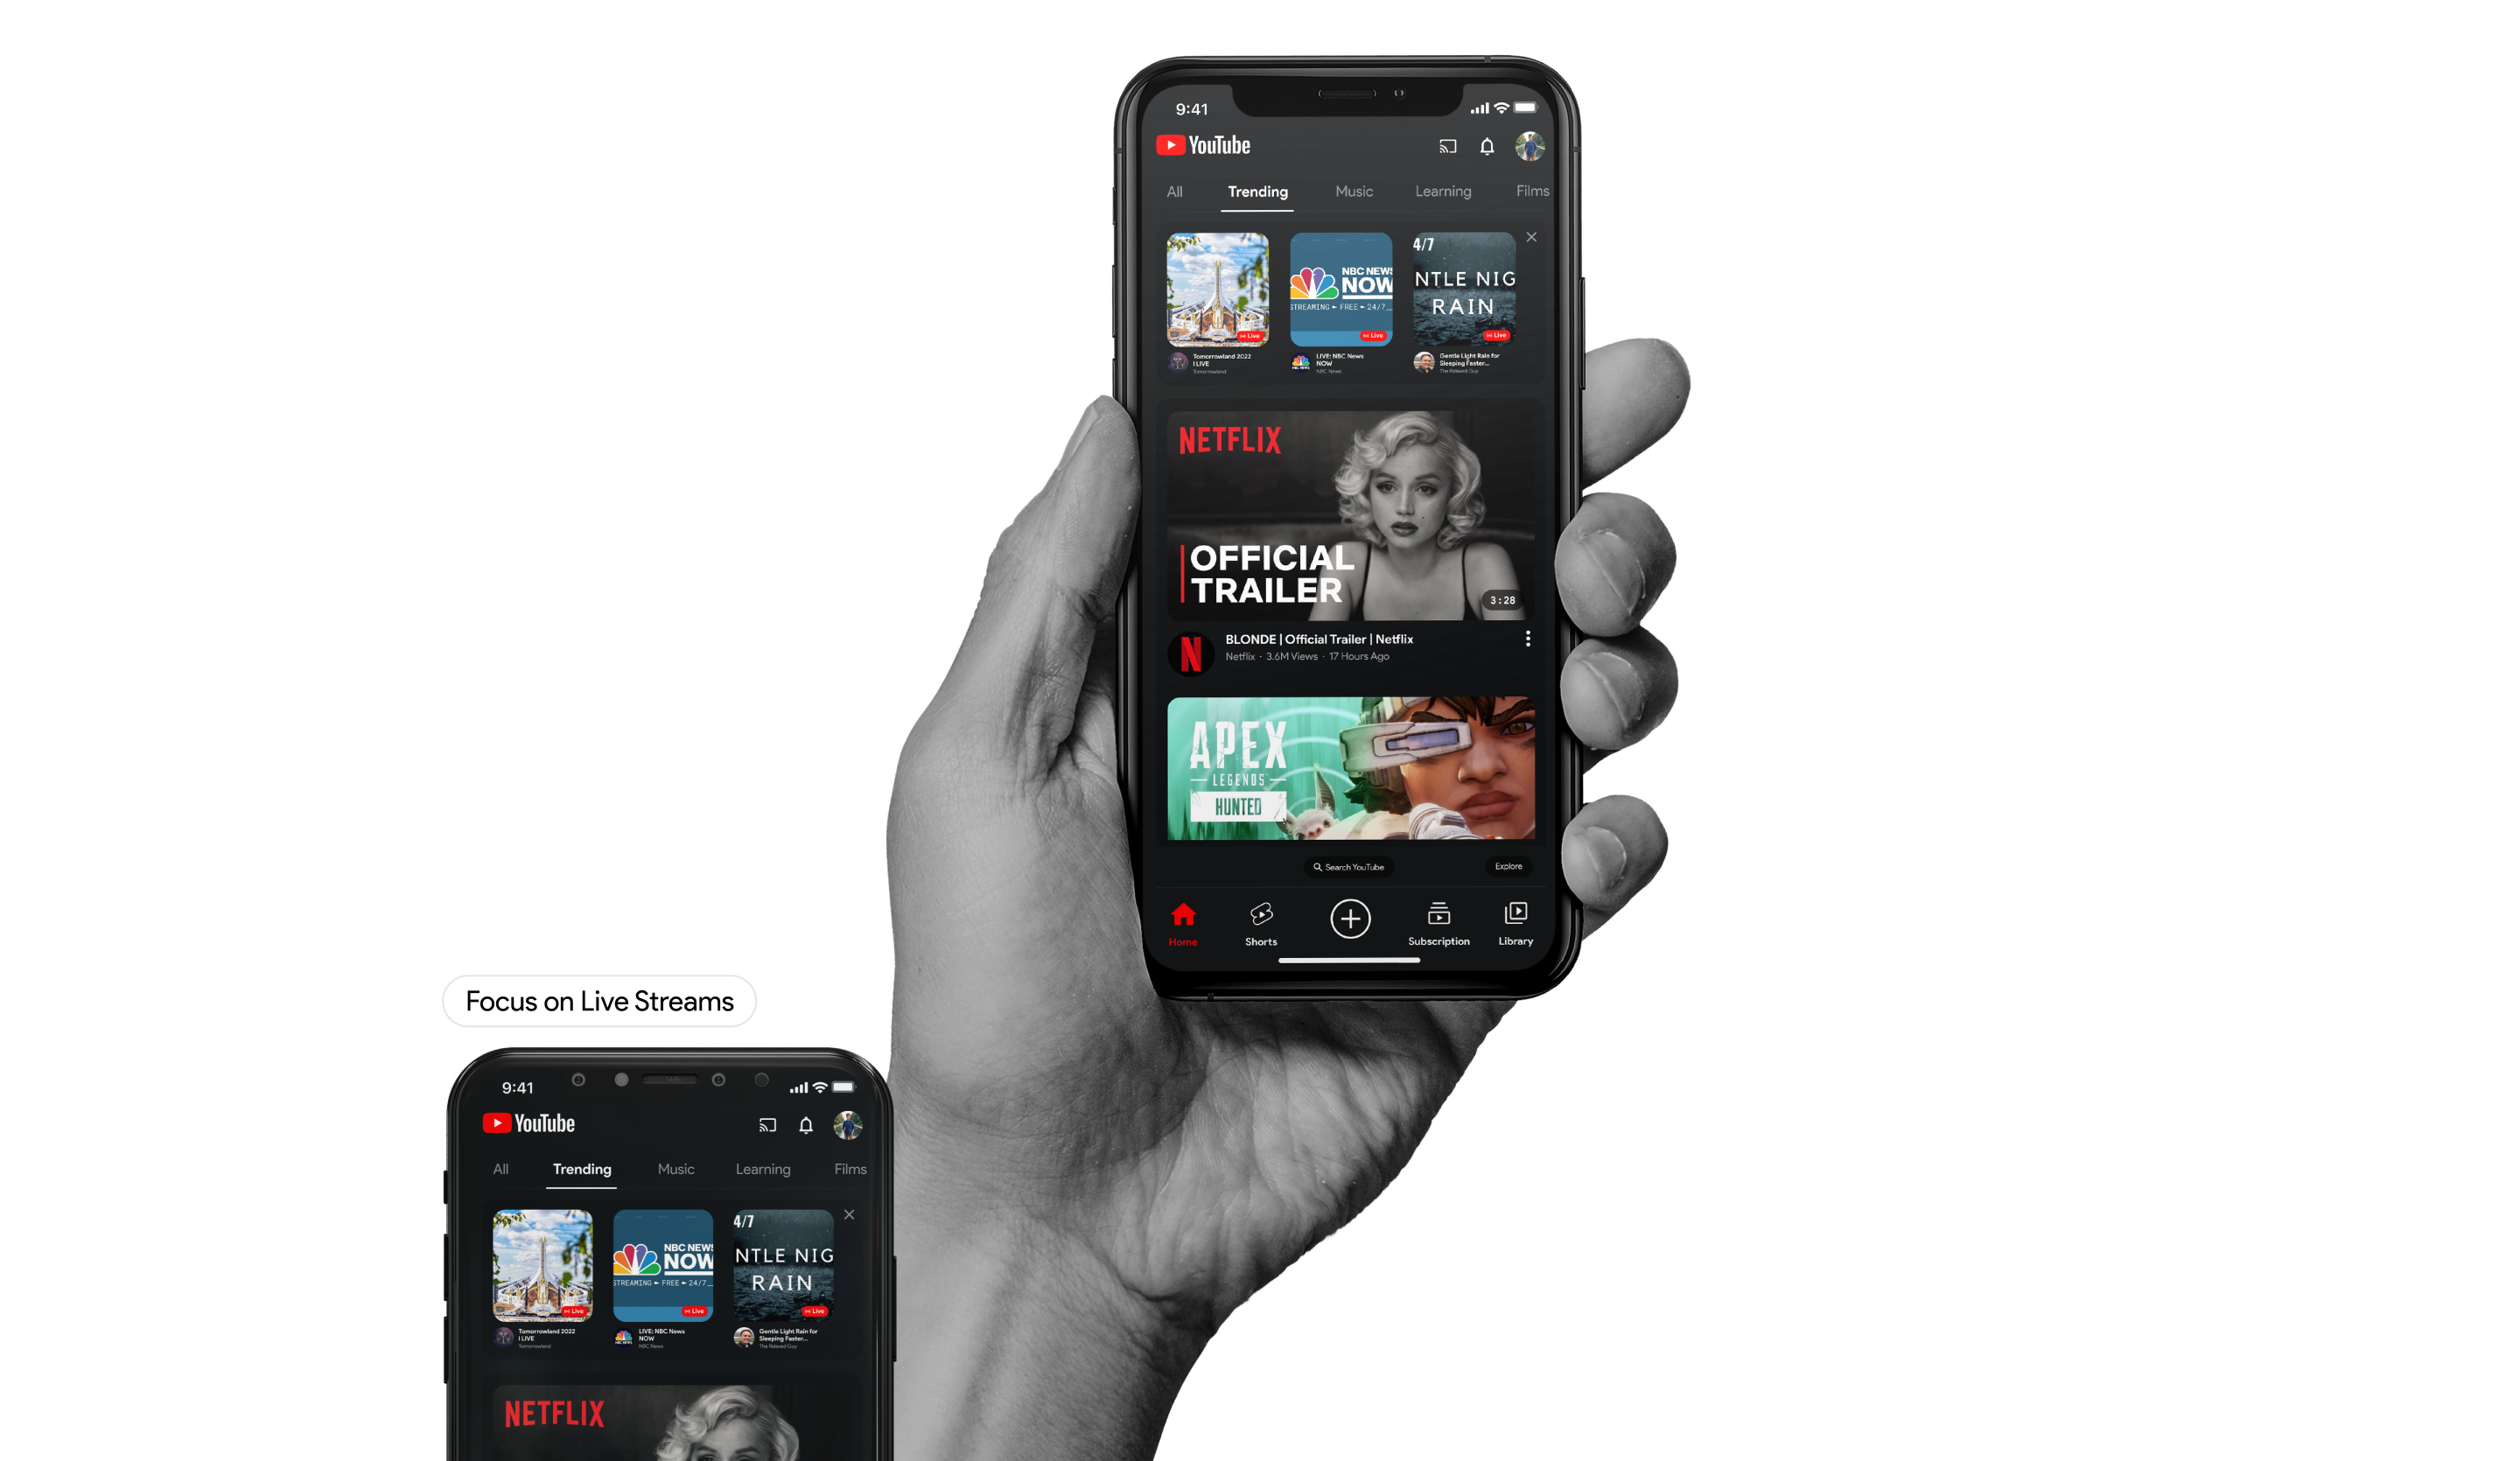 9:41
YouTube
All Trending Music Learning Films
NBC NEWS
NOW
STREAMING FREE 24/7
Live
Live
4/7
NTLE NIG
RAIN
Live
Tomorrowland 2022
| LIVE
Tomorrowland
LIVE: NBC News
NOW
NBC News
Gentle Light Rain for
Sleeping Faster...
The Relaxed Guy
NETFLIX
OFFICIAL
TRAILER
3:28
N
BLONDE | Official Trailer | Netflix
Netflix · 3.6M Views · 17 Hours Ago
APEX
LEGENDS
HUNTED
Search YouTube
Explore
Home
Shorts
Subscription
Library
Focus on Live Streams
9:41
YouTube
All Trending Music Learning Films
NBC NEWS
NOW
STREAMING FREE 24/7
Live
Live
4/7
NTLE NIG
RAIN
Live
Tomorrowland 2022
| LIVE
Tomorrowland
LIVE: NBC News
NOW
NBC News
Gentle Light Rain for
Sleeping Faster...
The Relaxed Guy
NETFLIX